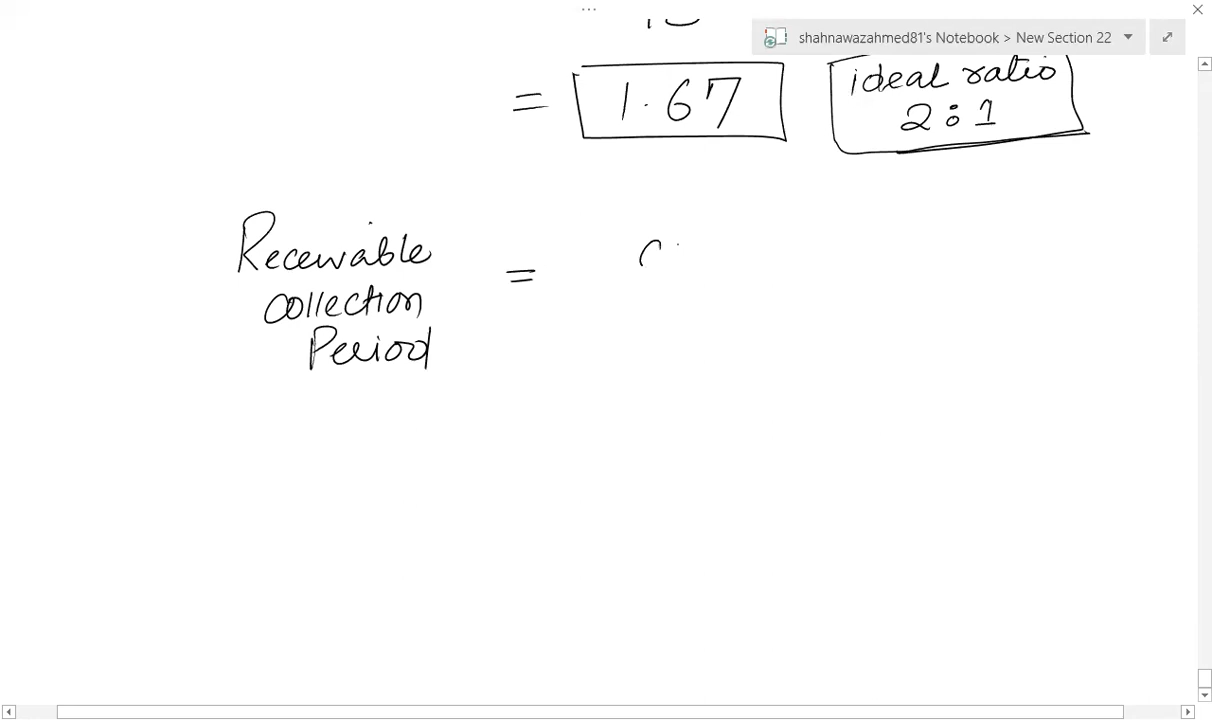 shahnawazahmed81's Notebook > New Section 22
= 1.67
ideal ratio
2:1
Receivable
collection
Period
=